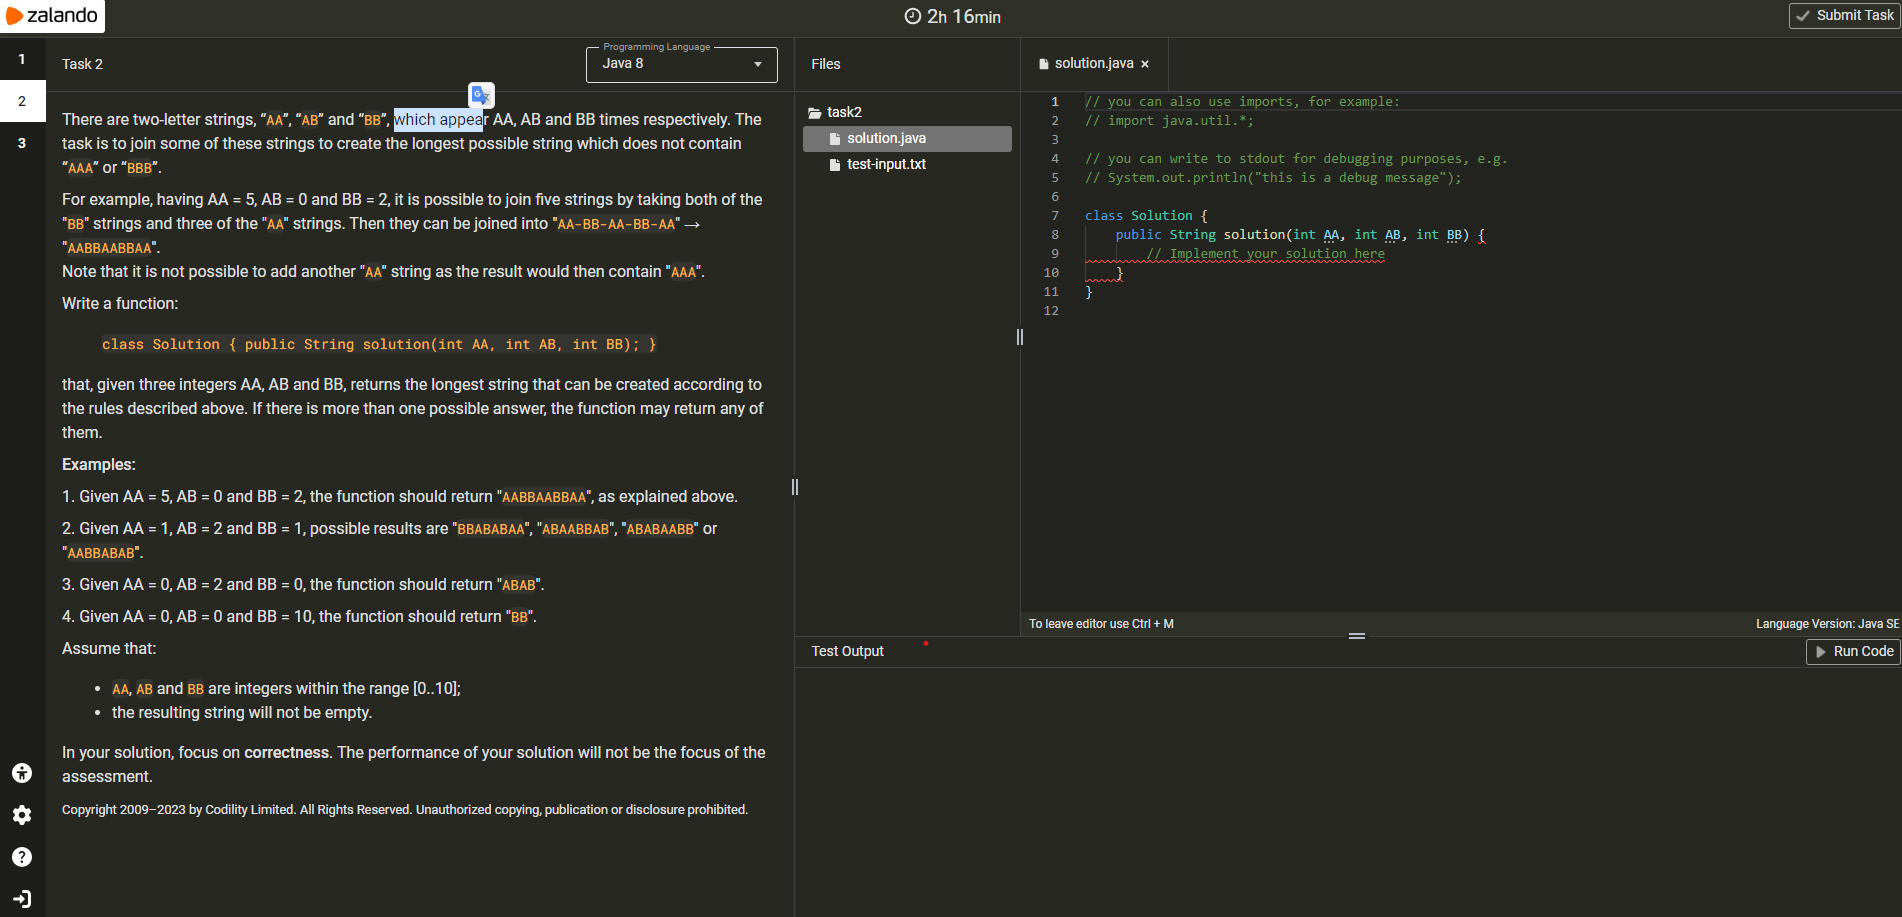 zalando
2h 16min
Submit Task
1
2
3
Task 2
Programming Language
Java 8
There are two-letter strings, “AA”, “AB” and “BB”, which appear AA, AB and BB times respectively. The
task is to join some of these strings to create the longest possible string which does not contain
“AAA” or “BBB”.
For example, having AA = 5, AB = 0 and BB = 2, it is possible to join five strings by taking both of the
"BB" strings and three of the "AA" strings. Then they can be joined into "AA-BB-AA-BB-AA" →
"AABBAABBAA".
Note that it is not possible to add another "AA" string as the result would then contain "AAA".
Write a function:
class Solution { public String solution(int AA, int AB, int BB); }
that, given three integers AA, AB and BB, returns the longest string that can be created according to
the rules described above. If there is more than one possible answer, the function may return any of
them.
Examples:
1. Given AA = 5, AB = 0 and BB = 2, the function should return "AABBAABBAA", as explained above.
2. Given AA = 1, AB = 2 and BB = 1, possible results are "BBABABAA", "ABAABBAB", "ABABAABB" or
"AABBABAB".
3. Given AA = 0, AB = 2 and BB = 0, the function should return "ABAB".
4. Given AA = 0, AB = 0 and BB = 10, the function should return "BB".
Assume that:
• AA, AB and BB are integers within the range [0..10];
• the resulting string will not be empty.
In your solution, focus on correctness. The performance of your solution will not be the focus of the
assessment.
Copyright 2009–2023 by Codility Limited. All Rights Reserved. Unauthorized copying, publication or disclosure prohibited.
Files
task2
solution.java
test-input.txt
solution.java ×
1 // you can also use imports, for example:
2 // import java.util.*;
3
4 // you can write to stdout for debugging purposes, e.g.
5 // System.out.println("this is a debug message");
6
7 class Solution {
8 public String solution(int AA, int AB, int BB) {
9 // Implement your solution here
10 }
11 }
12
To leave editor use Ctrl + M
Language Version: Java SE
Test Output
Run Code